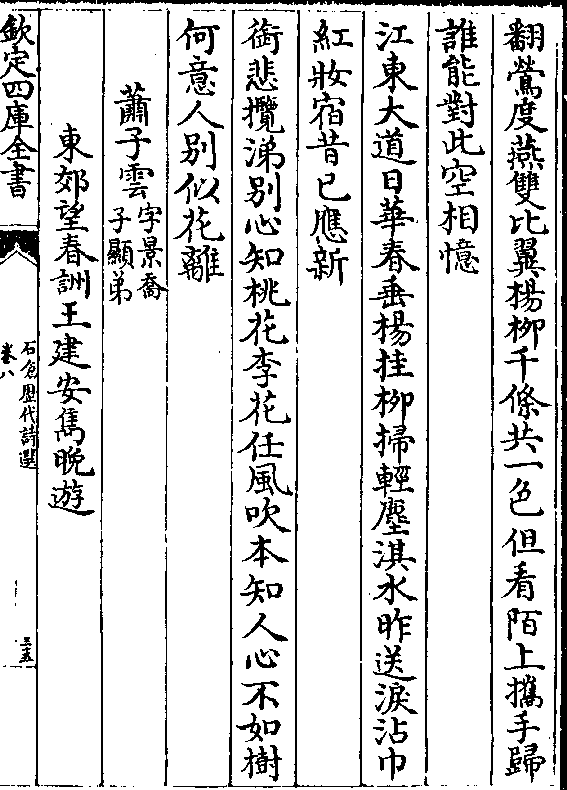 翻鶯度燕雙比翼楊柳千條共一色但看陌上攜手歸
誰能對此空相憶
江東大道日華春垂楊挂柳掃輕塵淇水昨送淚沾巾
紅妝宿昔已應新
銜悲攬涕別心知桃花李花任風吹本知人心不如樹
何意人別似花離
蕭子雲字景喬
子顯弟
東郊望春詶王建安雋晚遊
欽定四庫全書
石倉歴代詩選
卷八
三五